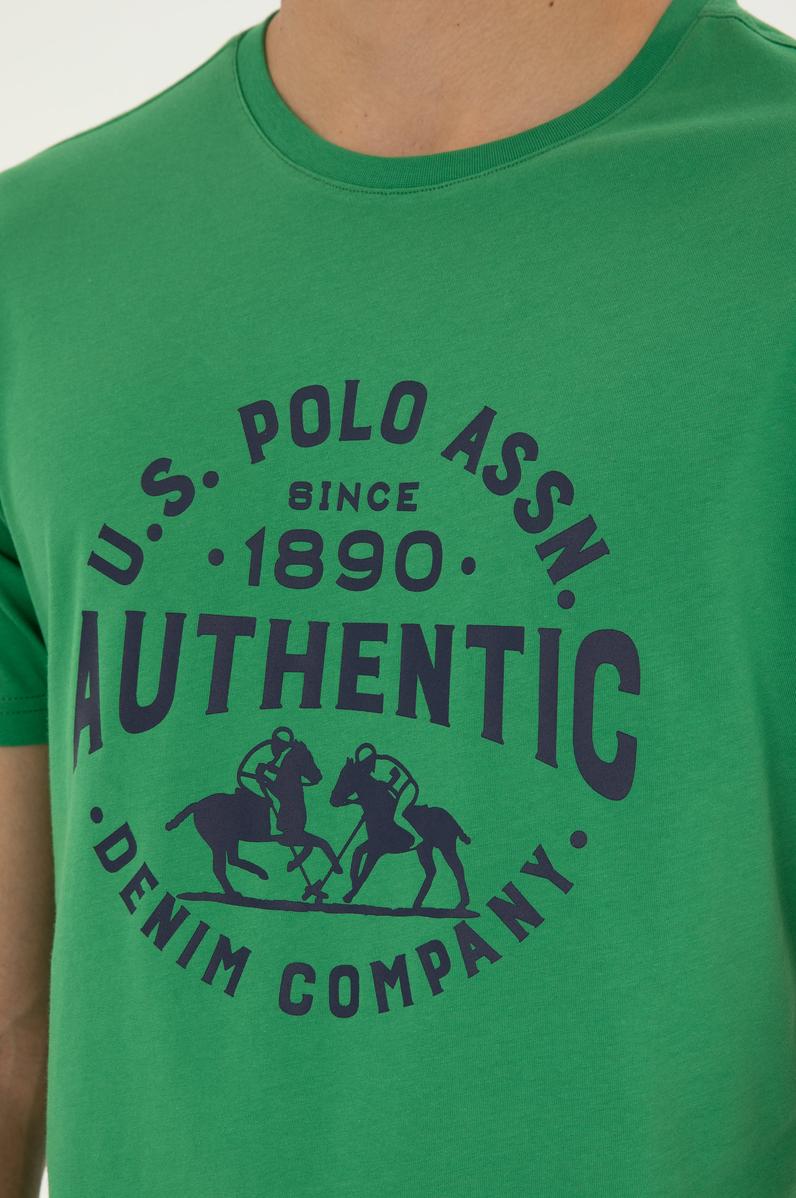 U.S. POLO ASSN.
SINCE
·1890·
AUTHENTIC
·DENIM COMPANY·